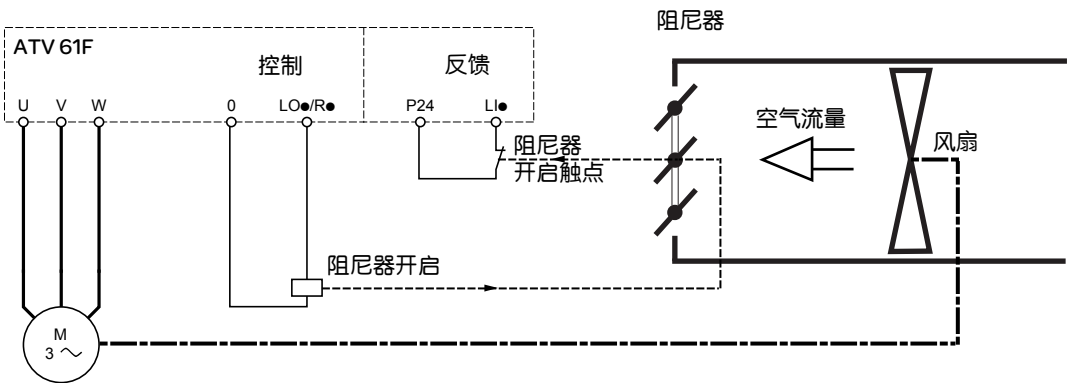 阻尼器
ATV 61F
控制
反馈
U
V
W
0
LO●/R●
P24
LI●
阻尼器
开启触点
空气流量
风扇
阻尼器开启
M
3 ~